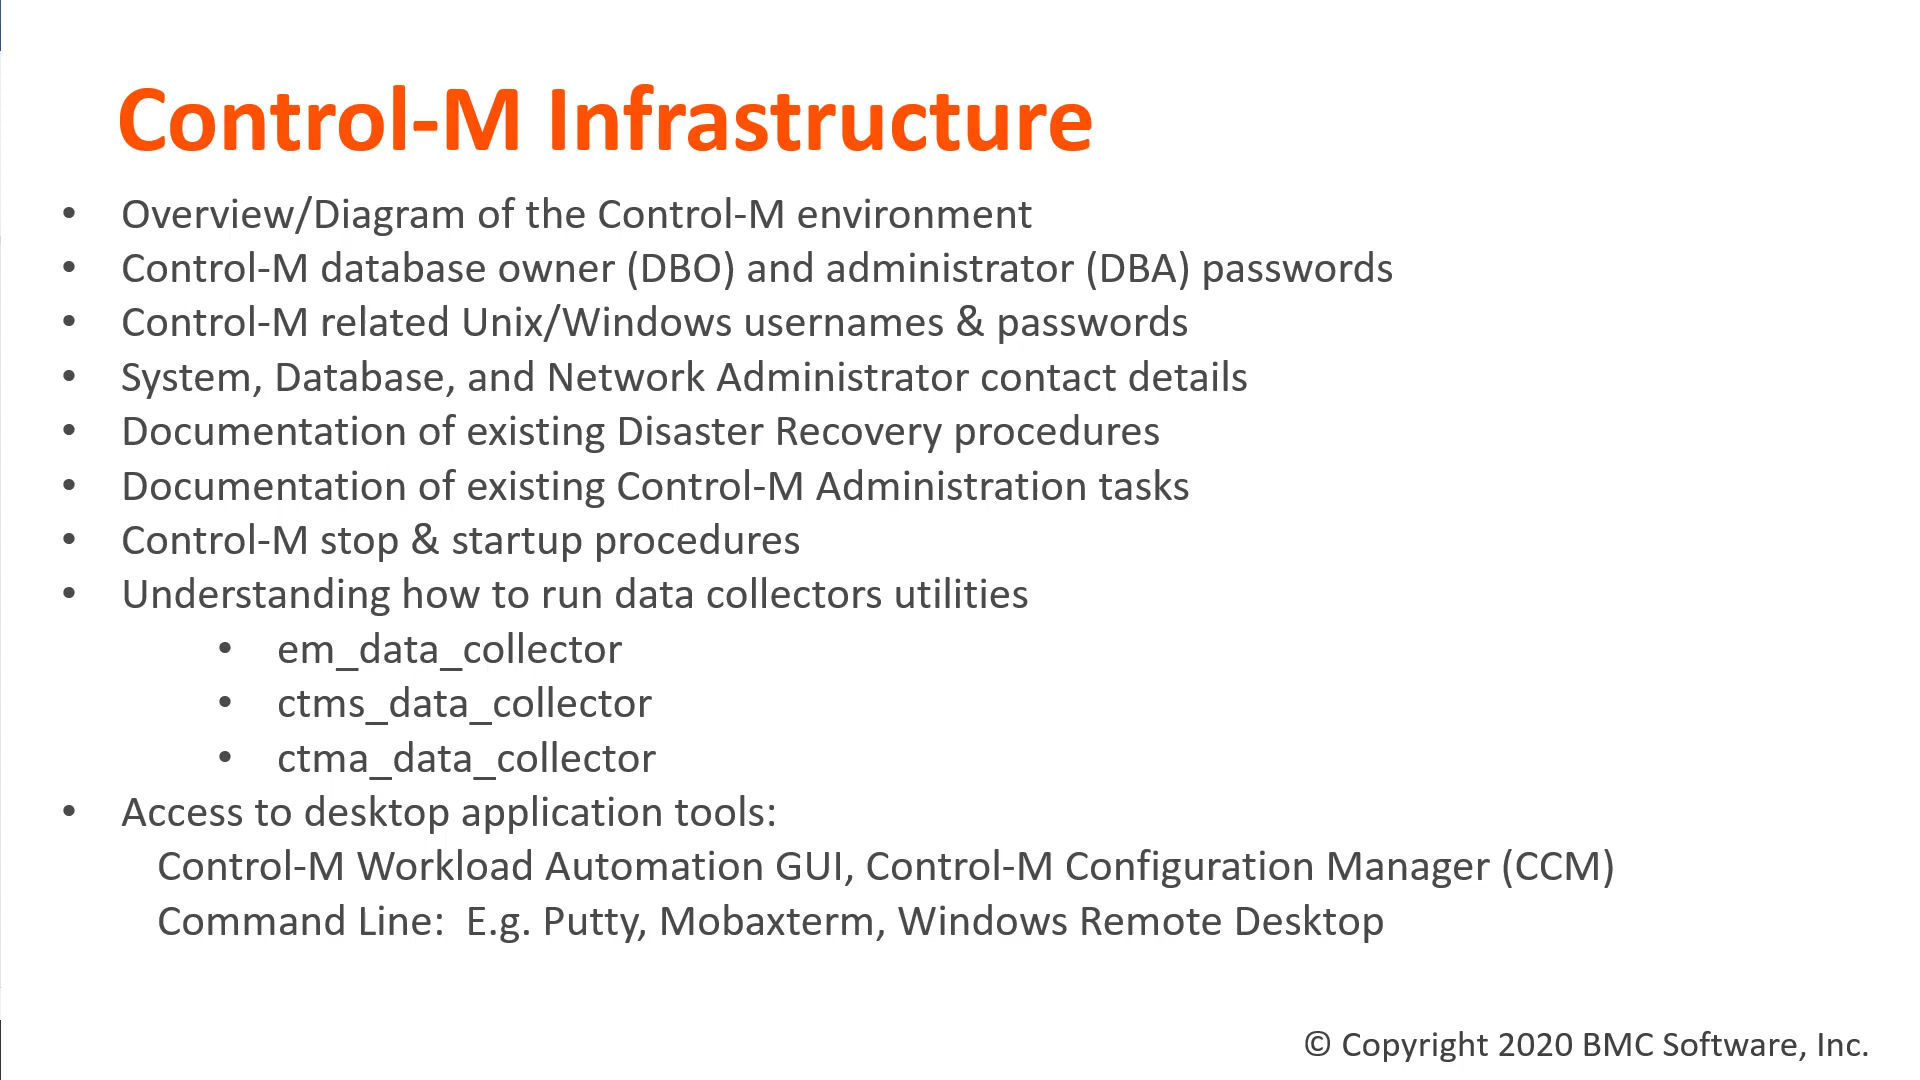 Control-M Infrastructure
• Overview/Diagram of the Control-M environment
• Control-M database owner (DBO) and administrator (DBA) passwords
• Control-M related Unix/Windows usernames & passwords
• System, Database, and Network Administrator contact details
• Documentation of existing Disaster Recovery procedures
• Documentation of existing Control-M Administration tasks
• Control-M stop & startup procedures
• Understanding how to run data collectors utilities
• em_data_collector
• ctms_data_collector
• ctma_data_collector
• Access to desktop application tools:
Control-M Workload Automation GUI, Control-M Configuration Manager (CCM)
Command Line:  E.g. Putty, Mobaxterm, Windows Remote Desktop
© Copyright 2020 BMC Software, Inc.